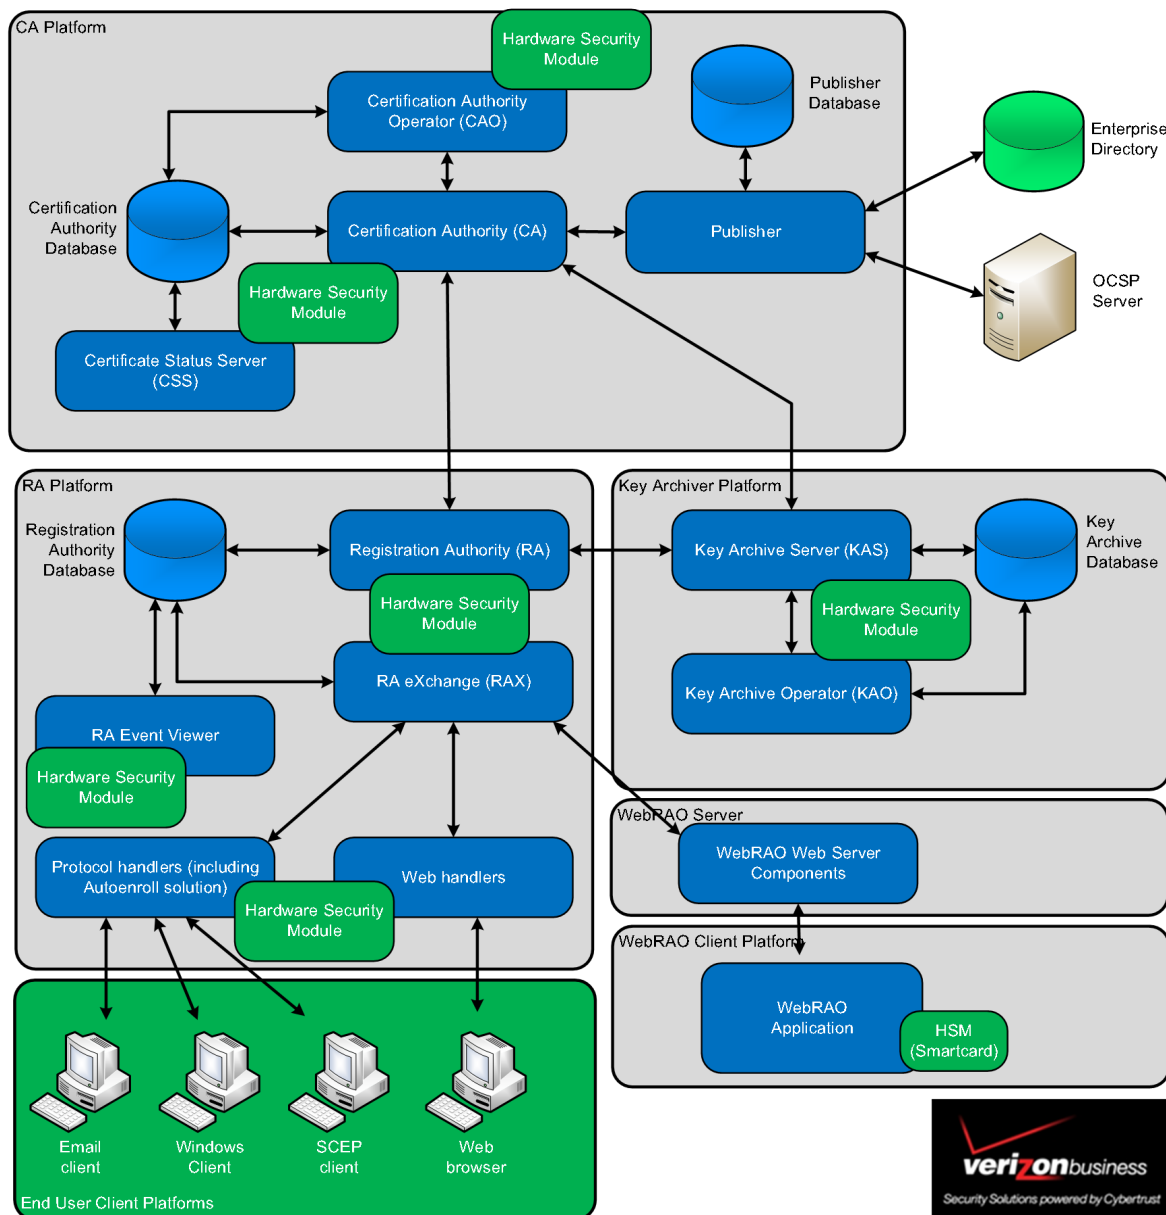 CA Platform
Hardware Security
Module
Certification Authority
Operator (CAO)
Publisher
Database
Enterprise
Directory
Certification
Authority
Database
Certification Authority (CA)
Publisher
Hardware Security
Module
OCSP
Server
Certificate Status Server
(CSS)
RA Platform
Registration
Authority
Database
Registration Authority (RA)
Hardware Security
Module
RA eXchange (RAX)
RA Event Viewer
Hardware Security
Module
Protocol handlers (including
Autoenroll solution)
Web handlers
Hardware Security
Module
Key Archiver Platform
Key Archive Server (KAS)
Key
Archive
Database
Hardware Security
Module
Key Archive Operator (KAO)
WebRAO Server
WebRAO Web Server
Components
WebRAO Client Platform
WebRAO
Application
HSM
(Smartcard)
Email
client
Windows
Client
SCEP
client
Web
browser
End User Client Platforms
verizonbusiness
Security Solutions powered by Cybertrust